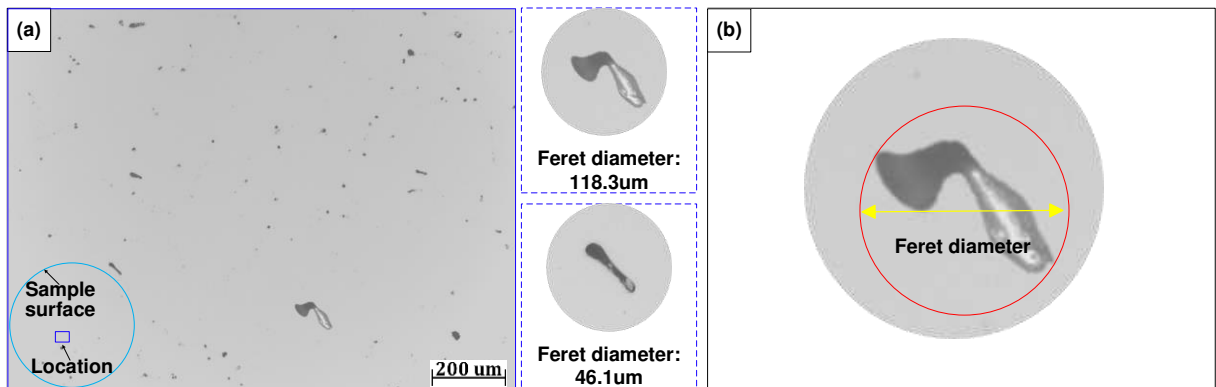 (a)
Sample
surface
Location
200 um
Feret diameter:
118.3um
Feret diameter:
46.1um
(b)
Feret diameter